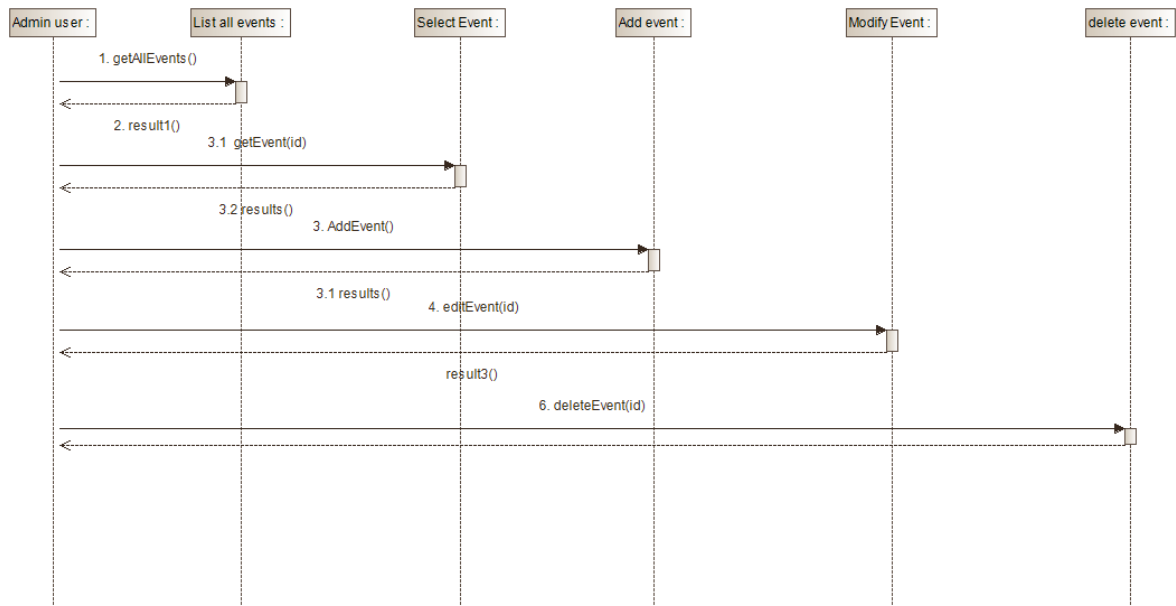 Admin user :
List all events :
Select Event :
Add event :
Modify Event :
delete event :
1. getAllEvents()
2. result1()
3.1 getEvent(id)
3.2 results()
3. AddEvent()
3.1 results()
4. editEvent(id)
result3()
6. deleteEvent(id)